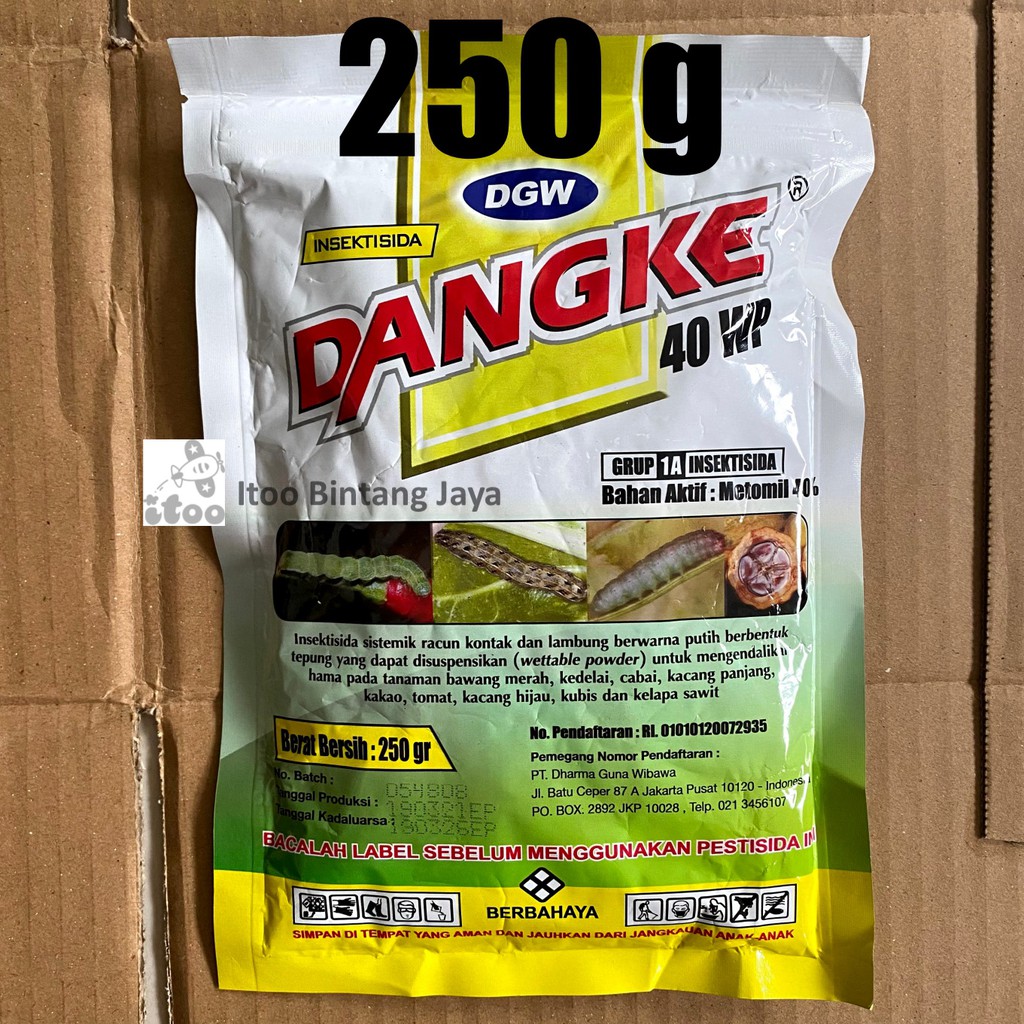 250 g
DGW
INSEKTISIDA
DANGKE ®
40 WP
GRUP 1A INSEKTISIDA
Bahan Aktif : Metomil 40%
itoo Itoo Bintang Jaya
Insektisida sistemik racun kontak dan lambung berwarna putih berbentuk
tepung yang dapat disuspensikan (wettable powder) untuk mengendalikan
hama pada tanaman bawang merah, kedelai, cabai, kacang panjang,
kakao, tomat, kacang hijau, kubis dan kelapa sawit
Berat Bersih : 250 gr
No. Batch : 054808
Tanggal Produksi : 190321EP
Tanggal Kadaluarsa : 190326EP
No. Pendaftaran : RI. 01010120072935
Pemegang Nomor Pendaftaran :
PT. Dharma Guna Wibawa
Jl. Batu Ceper 87 A Jakarta Pusat 10120 - Indonesia
PO. BOX. 2892 JKP 10028 , Telp. 021 3456107
BACALAH LABEL SEBELUM MENGGUNAKAN PESTISIDA INI
BERBAHAYA
SIMPAN DI TEMPAT YANG AMAN DAN JAUHKAN DARI JANGKAUAN ANAK-ANAK